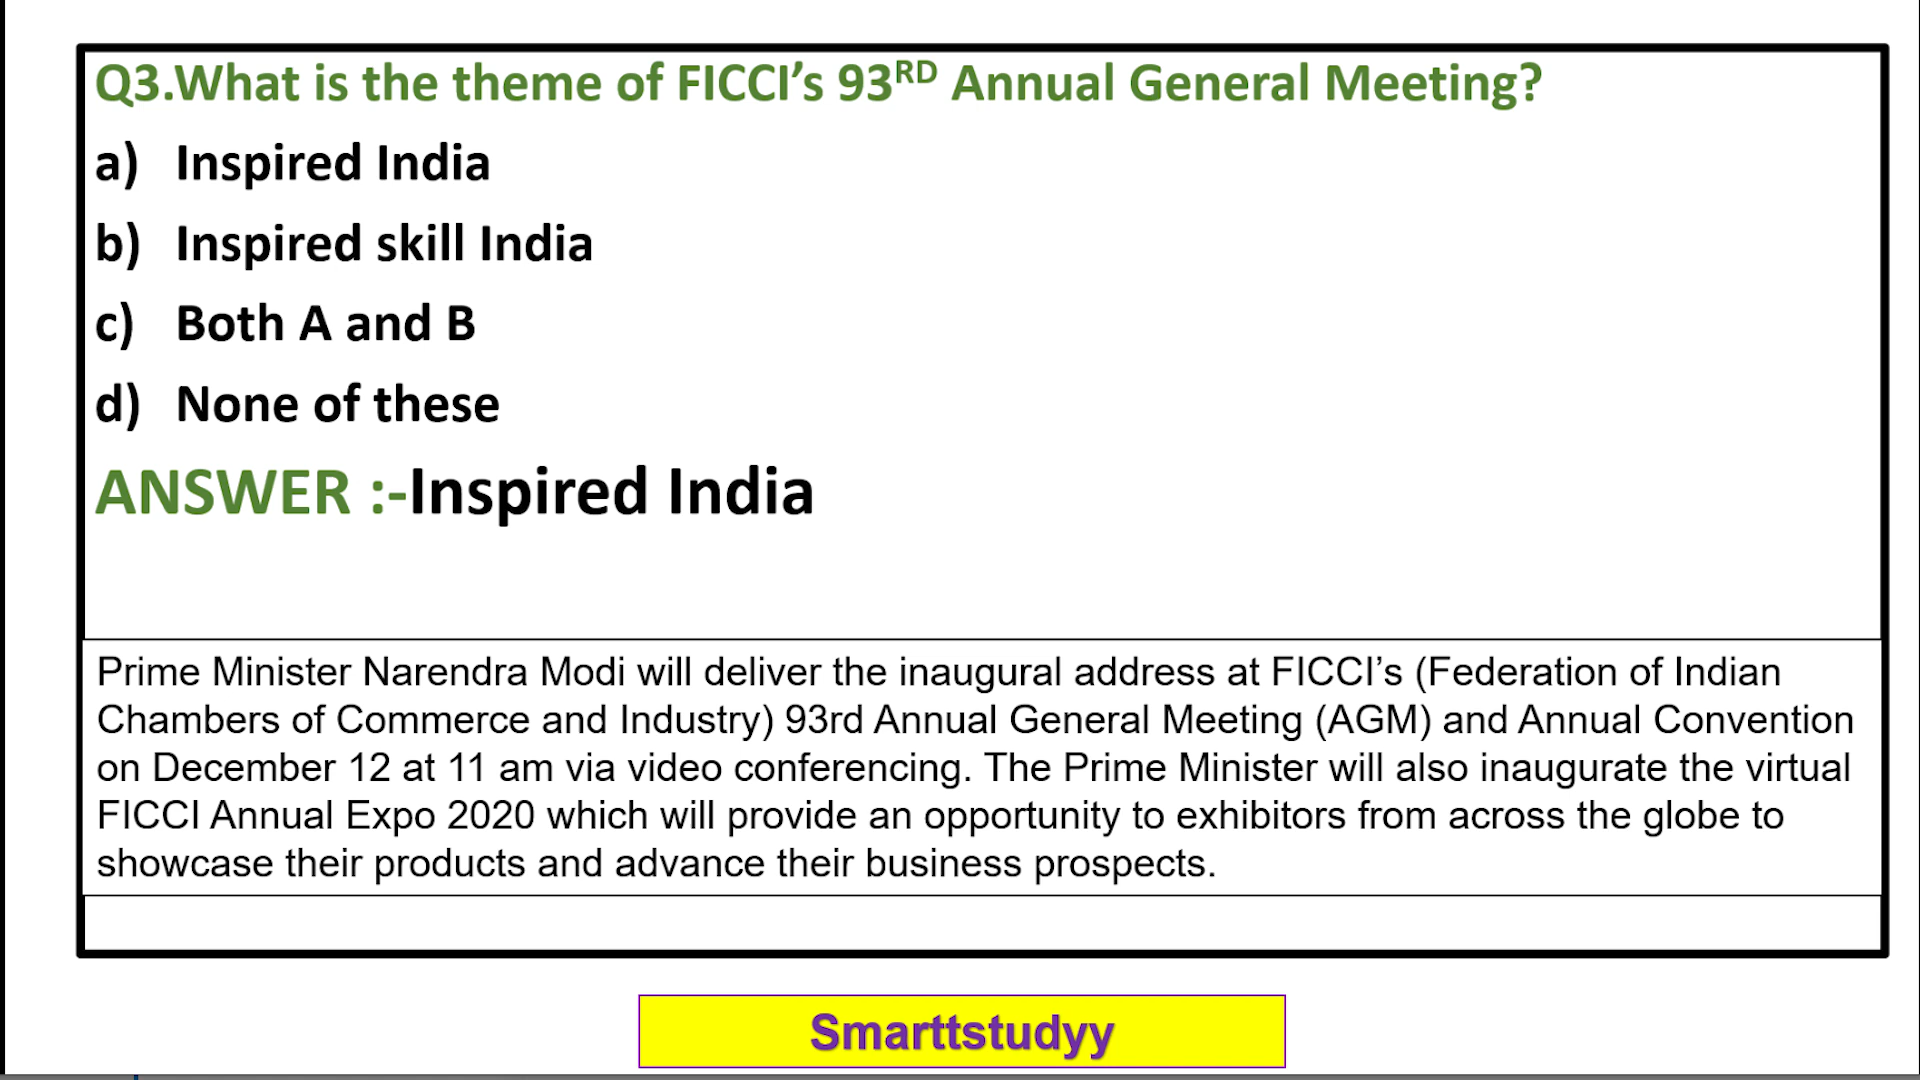 Q3.What is the theme of FICCI’s 93RD Annual General Meeting?
a) Inspired India
b) Inspired skill India
c) Both A and B
d) None of these
ANSWER :-Inspired India
Prime Minister Narendra Modi will deliver the inaugural address at FICCI’s (Federation of Indian
Chambers of Commerce and Industry) 93rd Annual General Meeting (AGM) and Annual Convention
on December 12 at 11 am via video conferencing. The Prime Minister will also inaugurate the virtual
FICCI Annual Expo 2020 which will provide an opportunity to exhibitors from across the globe to
showcase their products and advance their business prospects.
Smarttstudyy